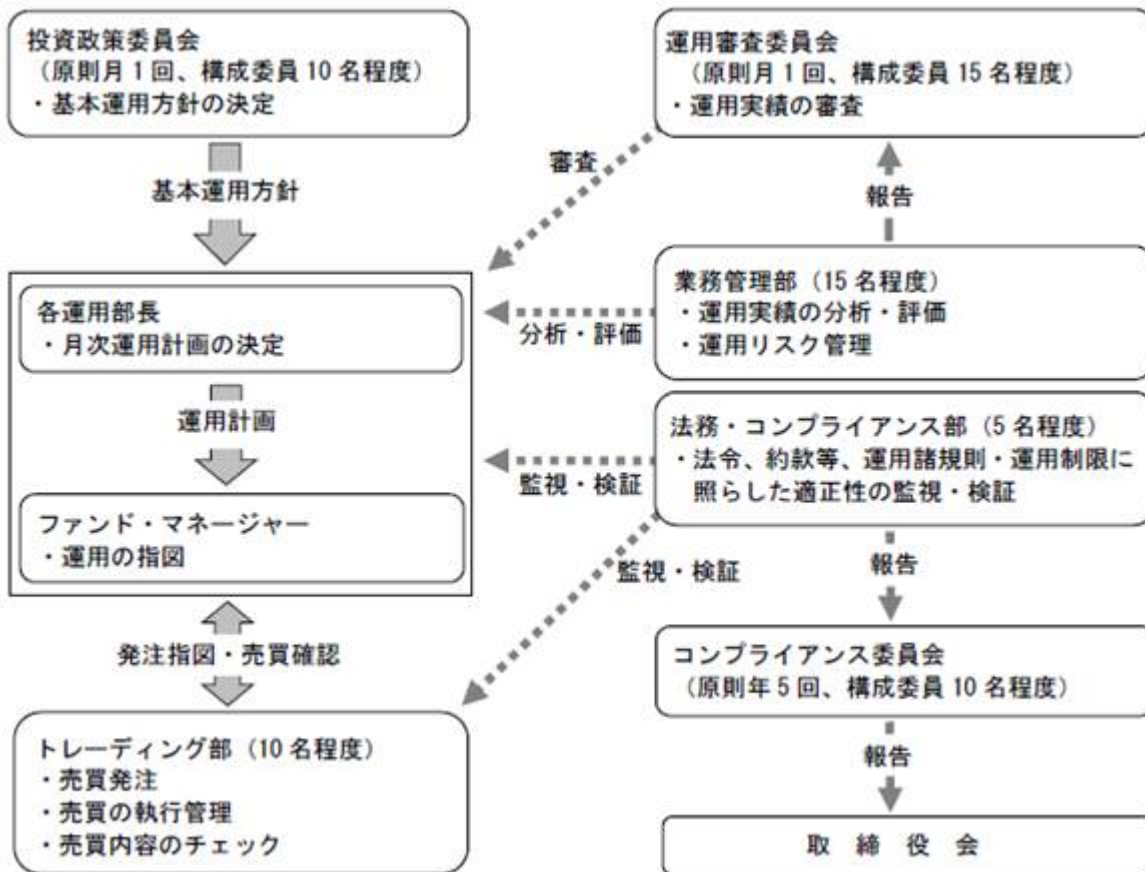 投資政策委員会
（原則月1回、構成委員10名程度）
・基本運用方針の決定
基本運用方針
各運用部長
・月次運用計画の決定
運用計画
ファンド・マネージャー
・運用の指図
発注指図・売買確認
トレーディング部（10名程度）
・売買発注
・売買の執行管理
・売買内容のチェック
運用審査委員会
（原則月1回、構成委員15名程度）
・運用実績の審査
審査
報告
業務管理部（15名程度）
・運用実績の分析・評価
・運用リスク管理
分析・評価
法務・コンプライアンス部（5名程度）
・法令、約款等、運用諸規則・運用制限に
照らした適正性の監視・検証
監視・検証
監視・検証
報告
コンプライアンス委員会
（原則年5回、構成委員10名程度）
報告
取締役会